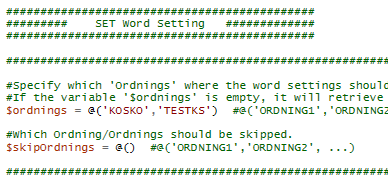 ###########################################
#########    SET Word Setting    #############
###########################################
######################################################
#Specify which 'Ordnings' where the word settings shoul
#If the variable '$ordnings' is empty, it will retrieve
$ordnings = @('KOSKO','TESTKS')  #@('ORDNING1','ORDNING2
#Which Ordning/Ordnings should be skipped.
$skipOrdnings = @()  #@('ORDNING1','ORDNING2', ...)
######################################################